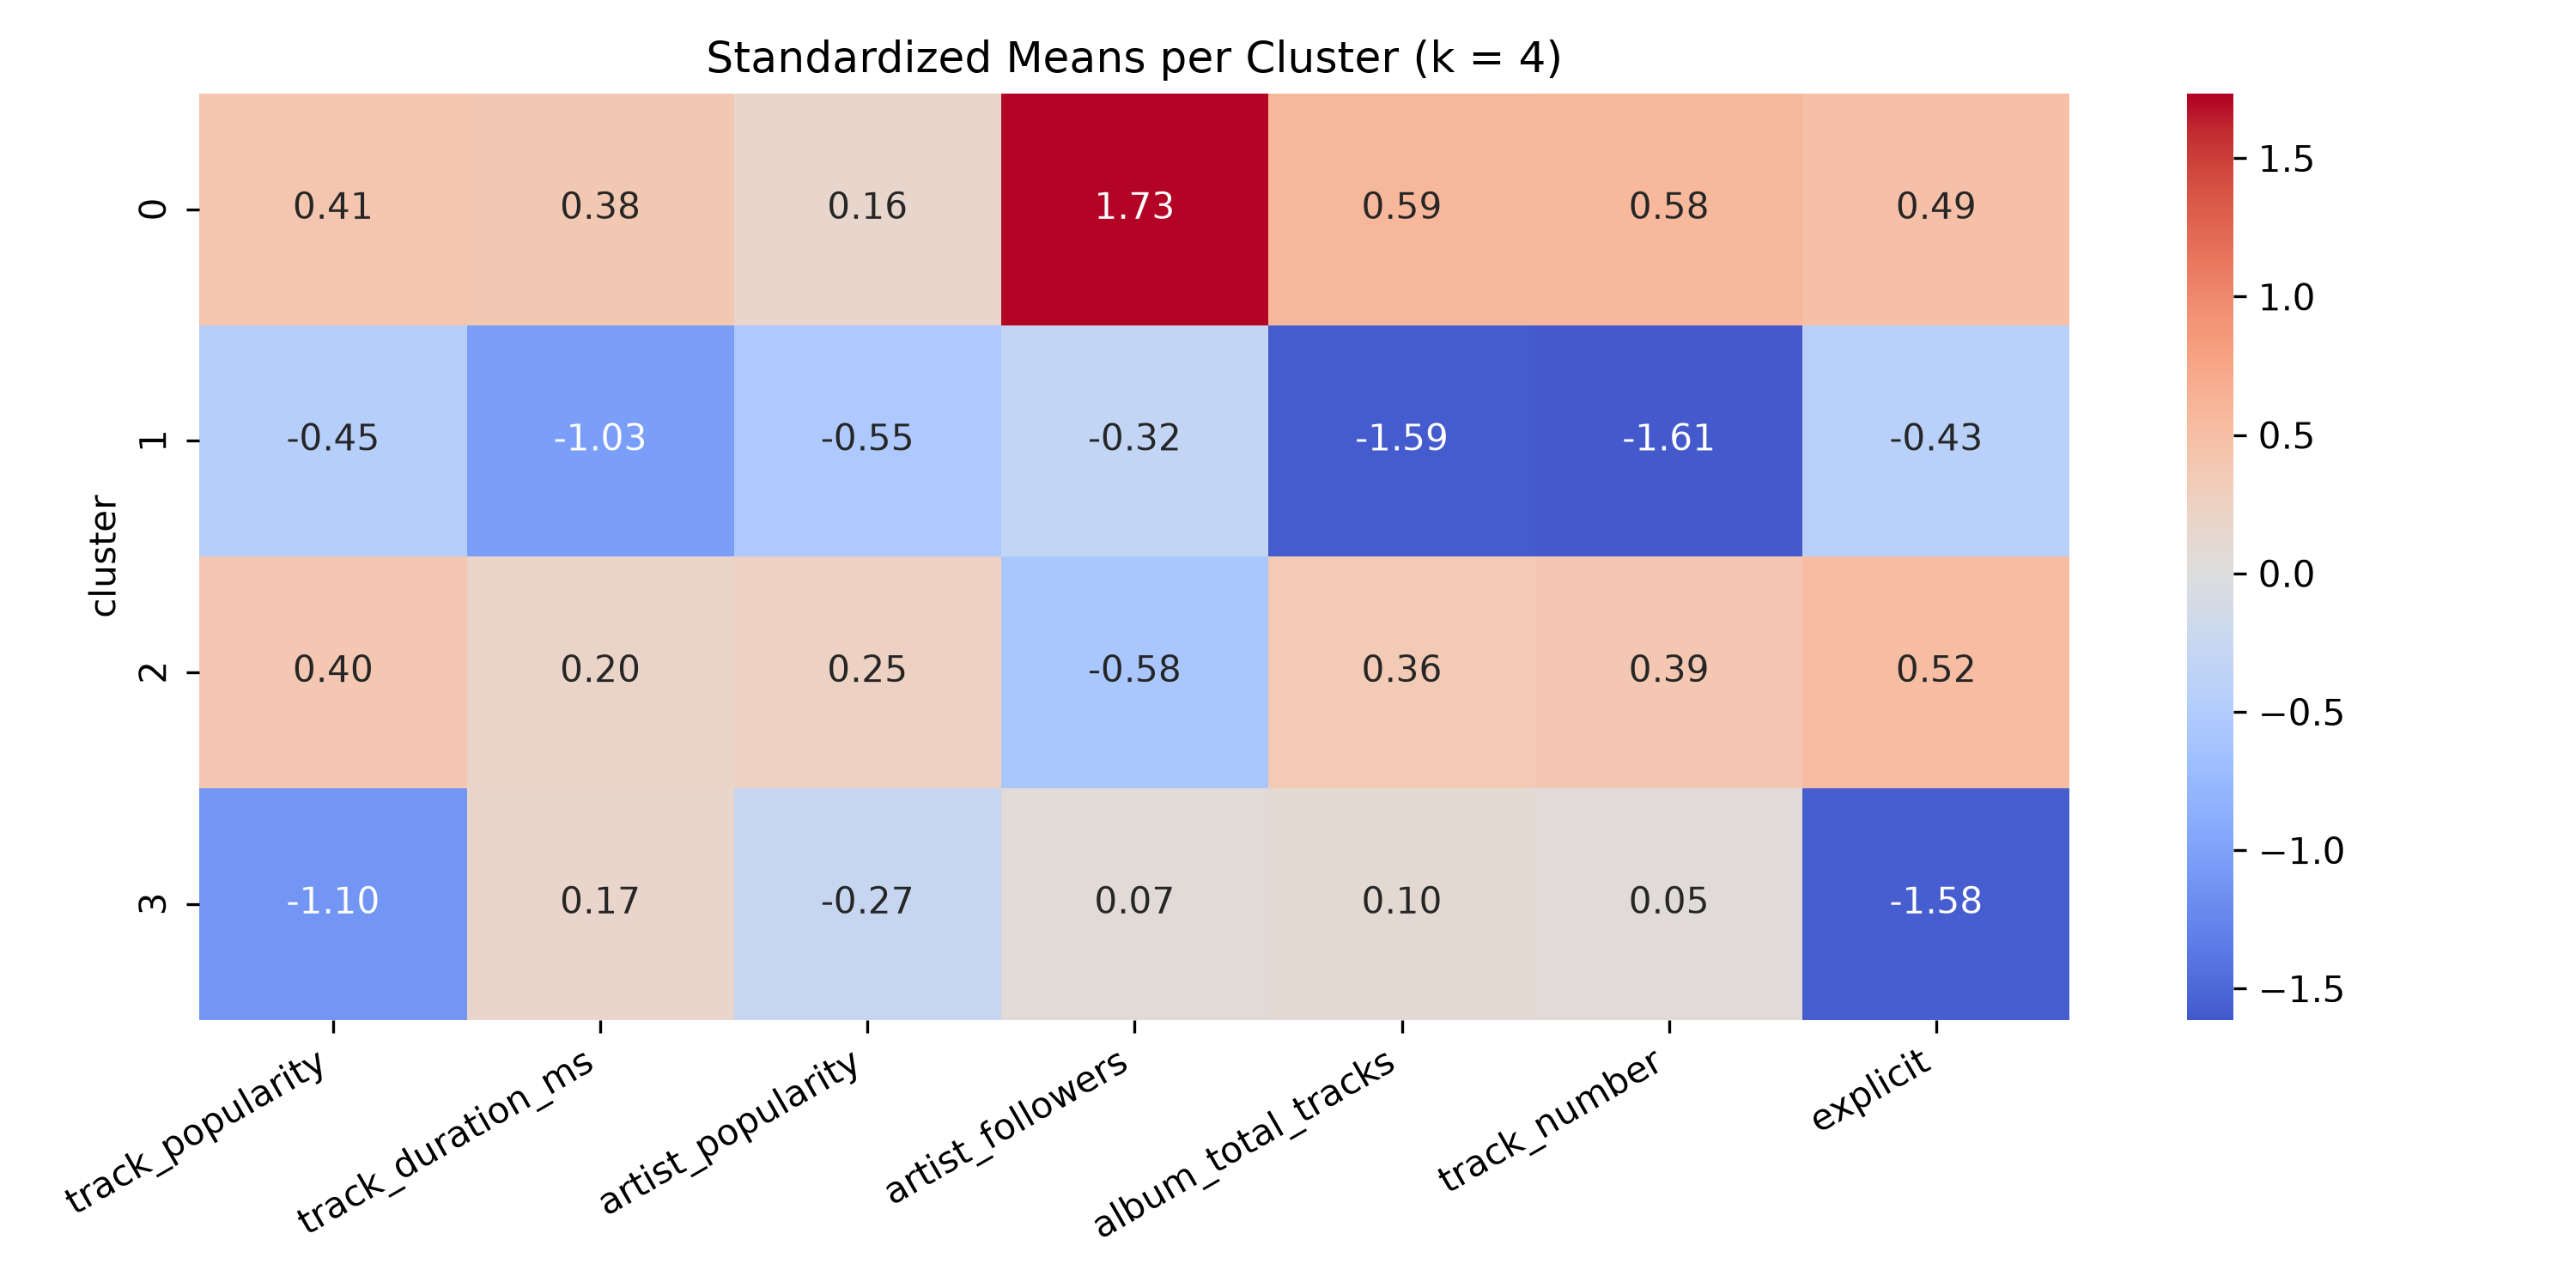 Standardized Means per Cluster (k = 4)
cluster
0 0.41 0.38 0.16 1.73 0.59 0.58 0.49
1 -0.45 -1.03 -0.55 -0.32 -1.59 -1.61 -0.43
2 0.40 0.20 0.25 -0.58 0.36 0.39 0.52
3 -1.10 0.17 -0.27 0.07 0.10 0.05 -1.58
track_popularity track_duration_ms artist_popularity artist_followers album_total_tracks track_number explicit
1.5
1.0
0.5
0.0
−0.5
−1.0
−1.5